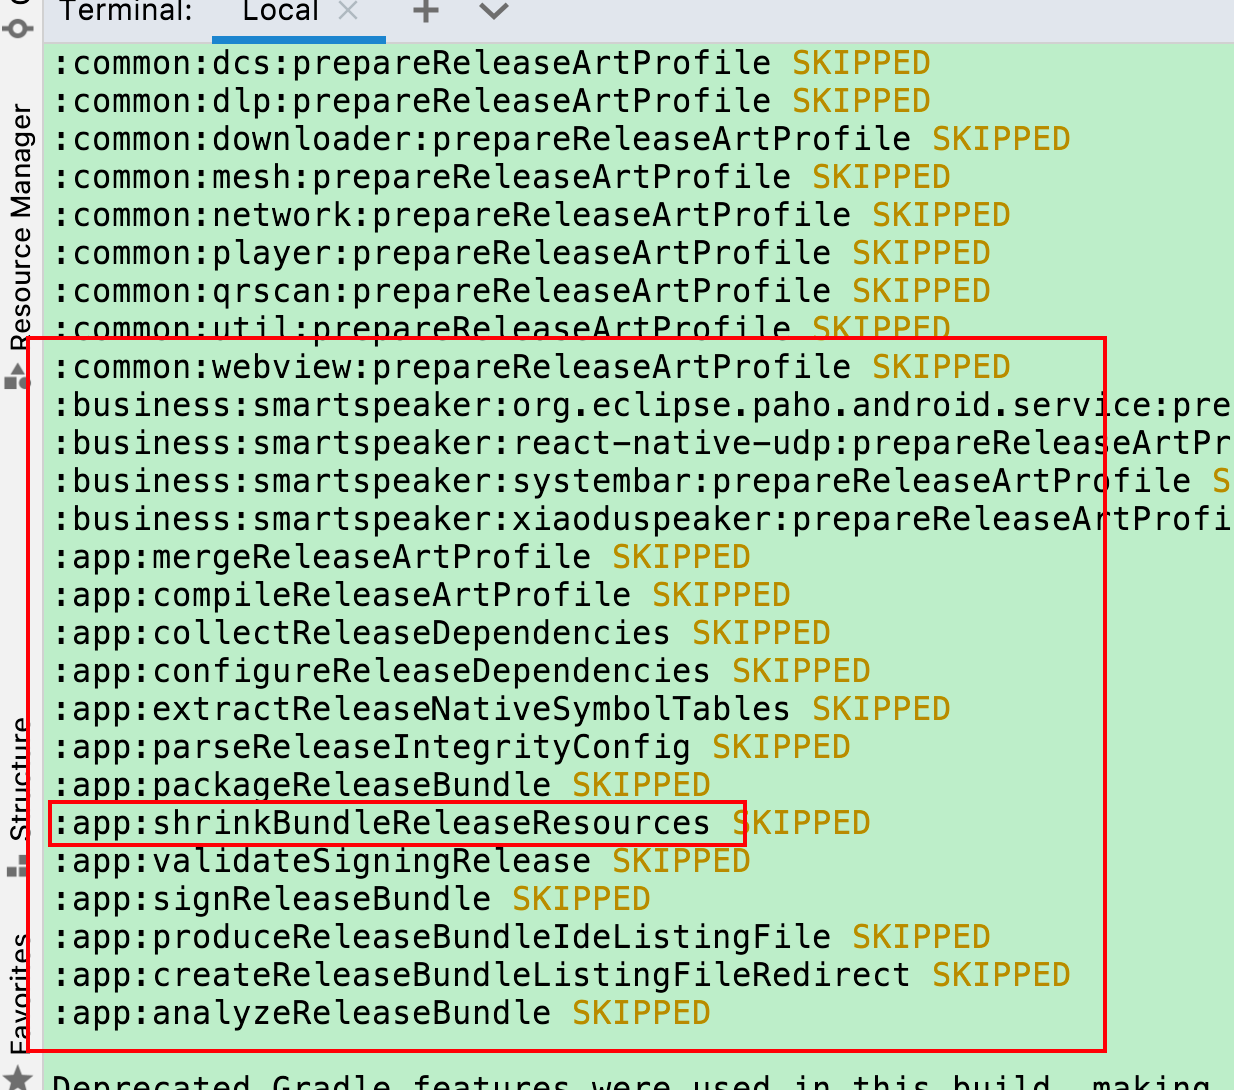 Terminal: Local
:common:dcs:prepareReleaseArtProfile SKIPPED
:common:dlp:prepareReleaseArtProfile SKIPPED
:common:downloader:prepareReleaseArtProfile SKIPPED
:common:mesh:prepareReleaseArtProfile SKIPPED
:common:network:prepareReleaseArtProfile SKIPPED
:common:player:prepareReleaseArtProfile SKIPPED
:common:qrscan:prepareReleaseArtProfile SKIPPED
:common:util:prepareReleaseArtProfile SKIPPED
:common:webview:prepareReleaseArtProfile SKIPPED
:business:smartspeaker:org.eclipse.paho.android.service:pre
:business:smartspeaker:react-native-udp:prepareReleaseArtPr
:business:smartspeaker:systembar:prepareReleaseArtProfile S
:business:smartspeaker:xiaoduspeaker:prepareReleaseArtProfi
:app:mergeReleaseArtProfile SKIPPED
:app:compileReleaseArtProfile SKIPPED
:app:collectReleaseDependencies SKIPPED
:app:configureReleaseDependencies SKIPPED
:app:extractReleaseNativeSymbolTables SKIPPED
:app:parseReleaseIntegrityConfig SKIPPED
:app:packageReleaseBundle SKIPPED
:app:shrinkBundleReleaseResources SKIPPED
:app:validateSigningRelease SKIPPED
:app:signReleaseBundle SKIPPED
:app:produceReleaseBundleIdeListingFile SKIPPED
:app:createReleaseBundleListingFileRedirect SKIPPED
:app:analyzeReleaseBundle SKIPPED
Deprecated Gradle features were used in this build, making
Resource Manager
Structure
Favorites